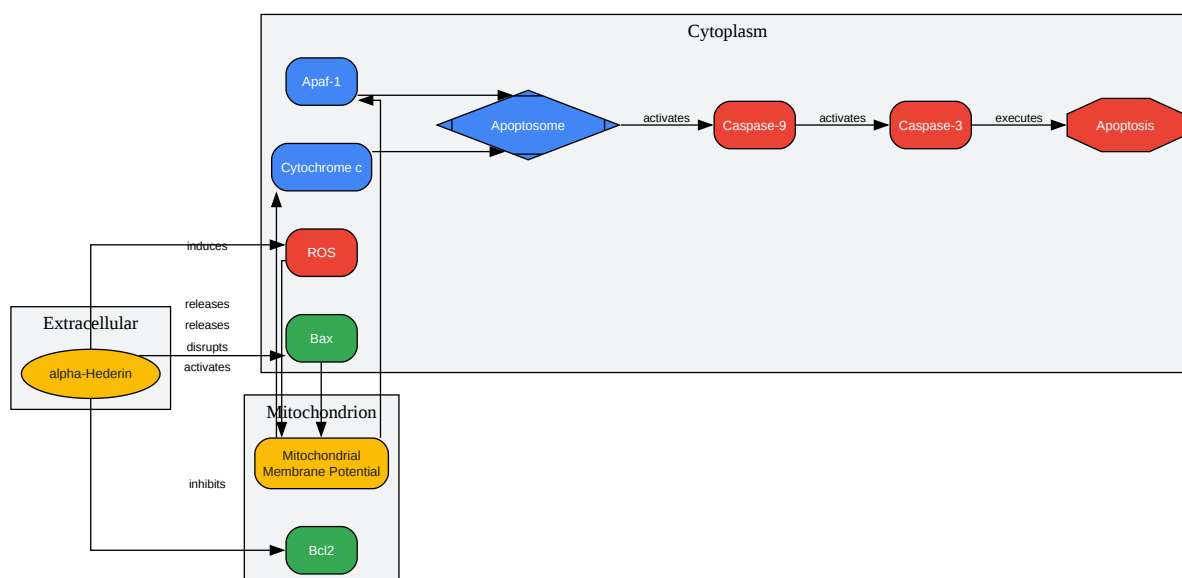 Cytoplasm
Apaf-1
Apoptosome
activates
Caspase-9
activates
Caspase-3
executes
Apoptosis
Cytochrome c
induces
ROS
releases
releases
Extracellular
disrupts
Bax
activates
alpha-Hederin
Mitochondrion
Mitochondrial
Membrane Potential
inhibits
Bcl2